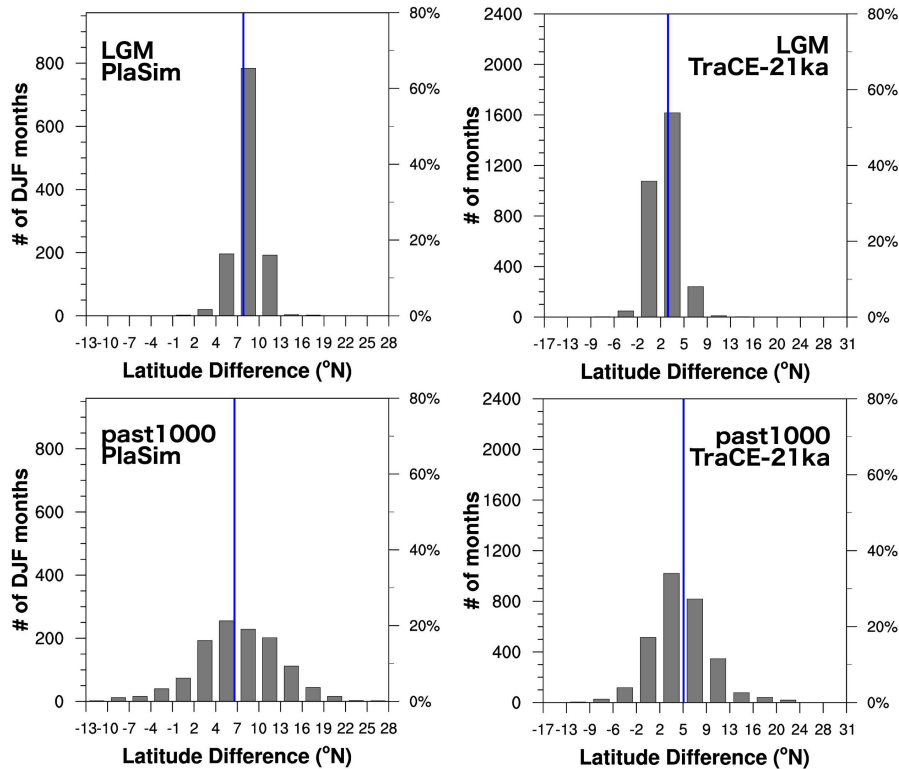 LGM
PlaSim
# of DJF months
800
600
400
200
0
80%
60%
40%
20%
0%
-13-10 -7 -4 -1 2 4 7 10 13 16 19 22 25 28
Latitude Difference (°N)
LGM
TraCE-21ka
# of months
2400
2000
1600
1200
800
400
0
80%
60%
40%
20%
0%
-17 -13 -9 -6 -2 2 5 9 13 16 20 24 28 31
Latitude Difference (°N)
past1000
PlaSim
# of DJF months
800
600
400
200
0
80%
60%
40%
20%
0%
-13-10 -7 -4 -1 2 4 7 10 13 16 19 22 25 28
Latitude Difference (°N)
past1000
TraCE-21ka
# of months
2400
2000
1600
1200
800
400
0
80%
60%
40%
20%
0%
-17 -13 -9 -6 -2 2 5 9 13 16 20 24 28 31
Latitude Difference (°N)